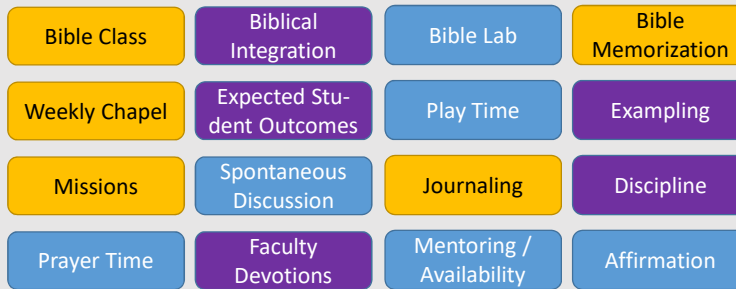 Bible Class
Biblical
Integration
Bible Lab
Bible
Memorization
Weekly Chapel
Expected Stu-
dent Outcomes
Play Time
Exampling
Missions
Spontaneous
Discussion
Journaling
Discipline
Prayer Time
Faculty
Devotions
Mentoring /
Availability
Affirmation